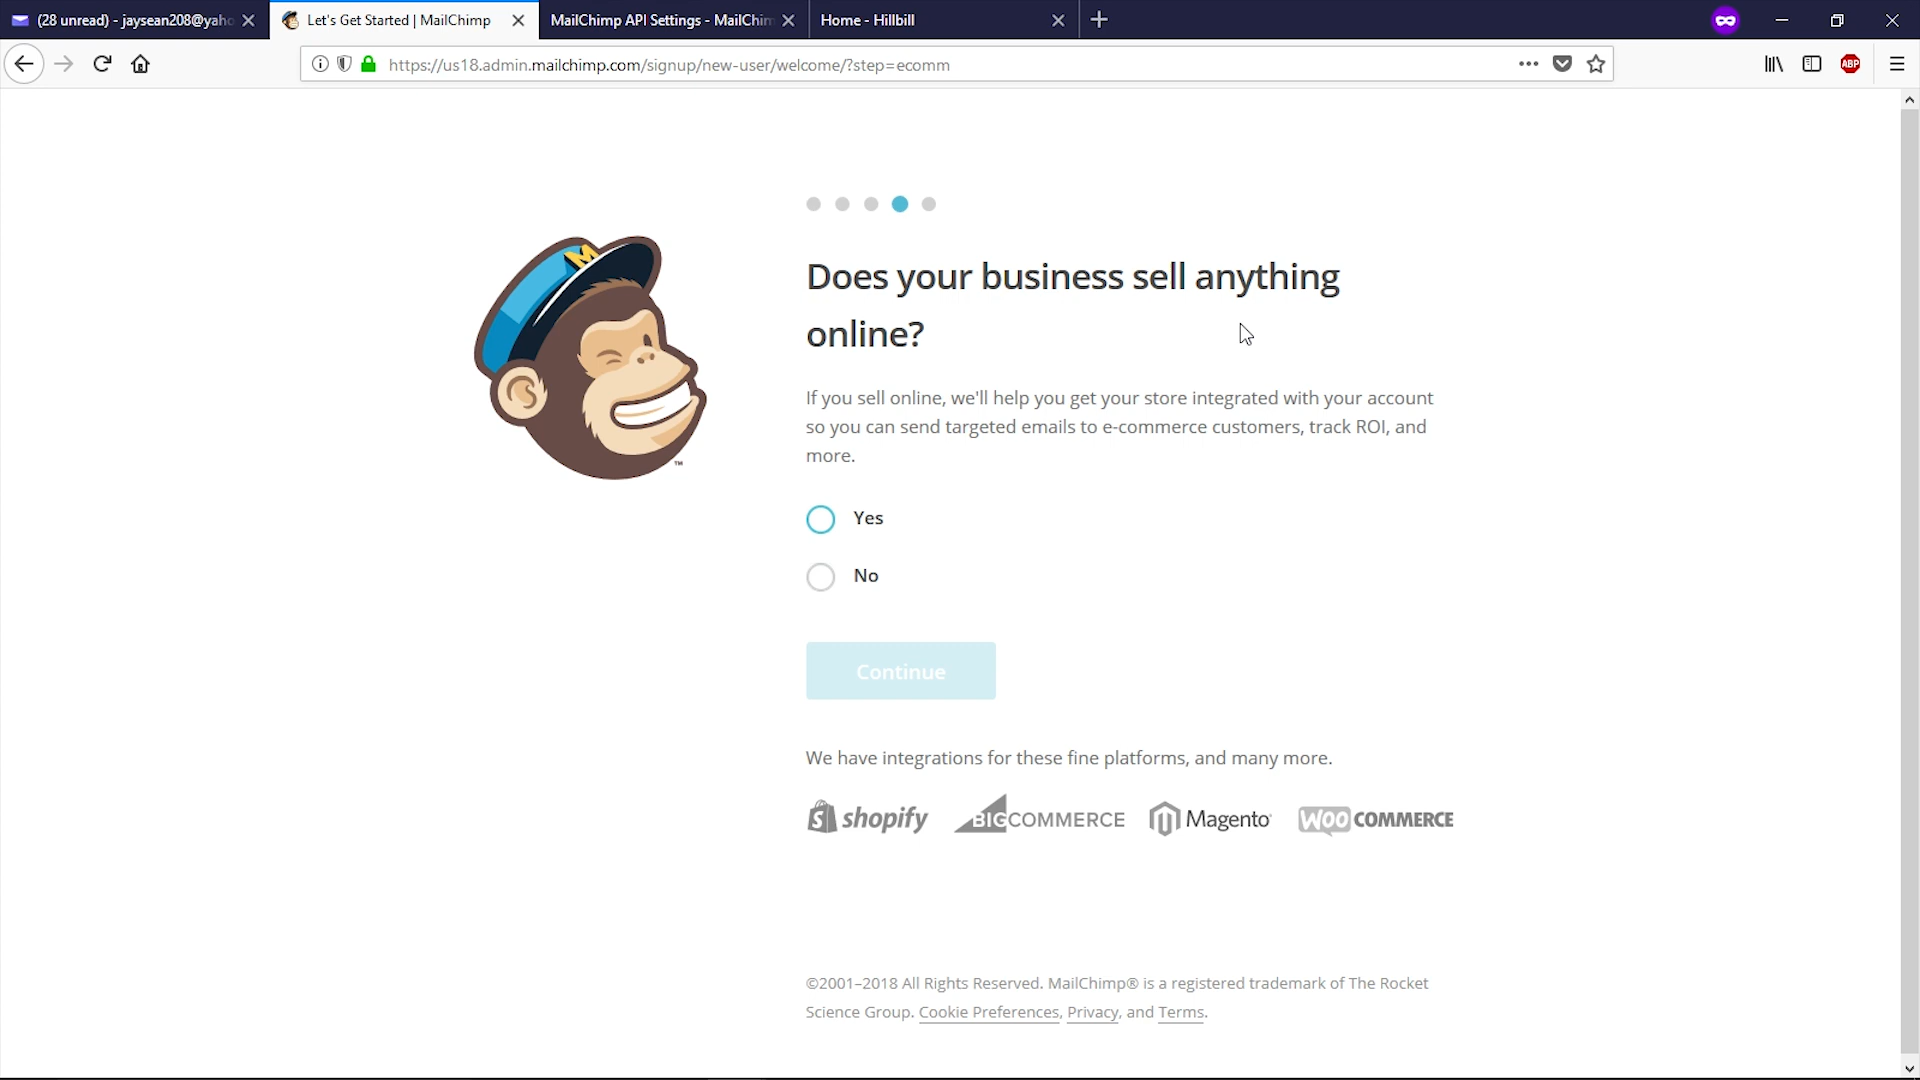 (28 unread) - jaysean208@yaho
Let's Get Started | MailChimp
MailChimp API Settings - MailChim
Home - Hillbill
https://us18.admin.mailchimp.com/signup/new-user/welcome/?step=ecomm
ABP
M
Does your business sell anything
online?
If you sell online, we'll help you get your store integrated with your account
so you can send targeted emails to e-commerce customers, track ROI, and
more.
Yes
No
Continue
We have integrations for these fine platforms, and many more.
shopify BIGCOMMERCE Magento WOO COMMERCE
©2001–2018 All Rights Reserved. MailChimp® is a registered trademark of The Rocket
Science Group. Cookie Preferences, Privacy, and Terms.